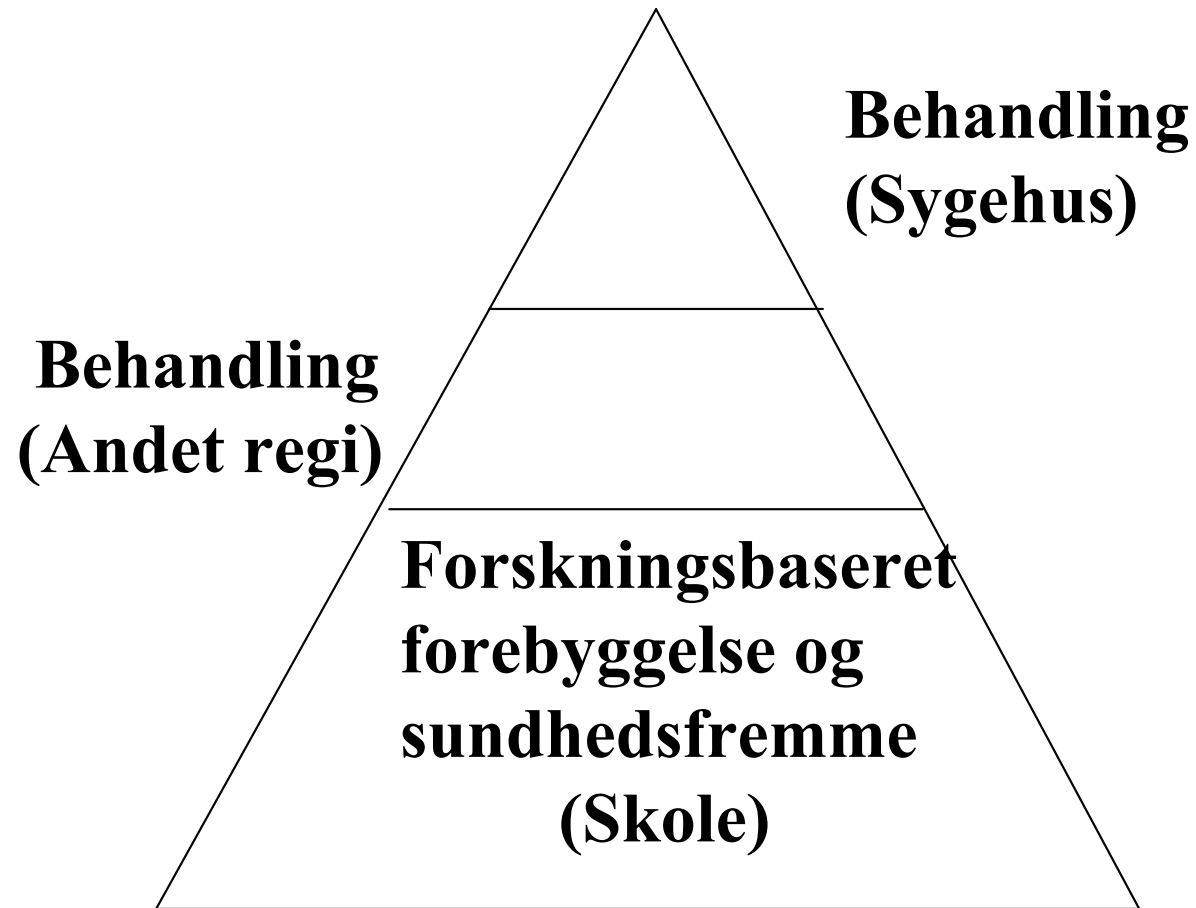 Behandling
(Sygehus)
Behandling
(Andet regi)
Forskningsbaseret
forebyggelse og
sundhedsfremme
(Skole)